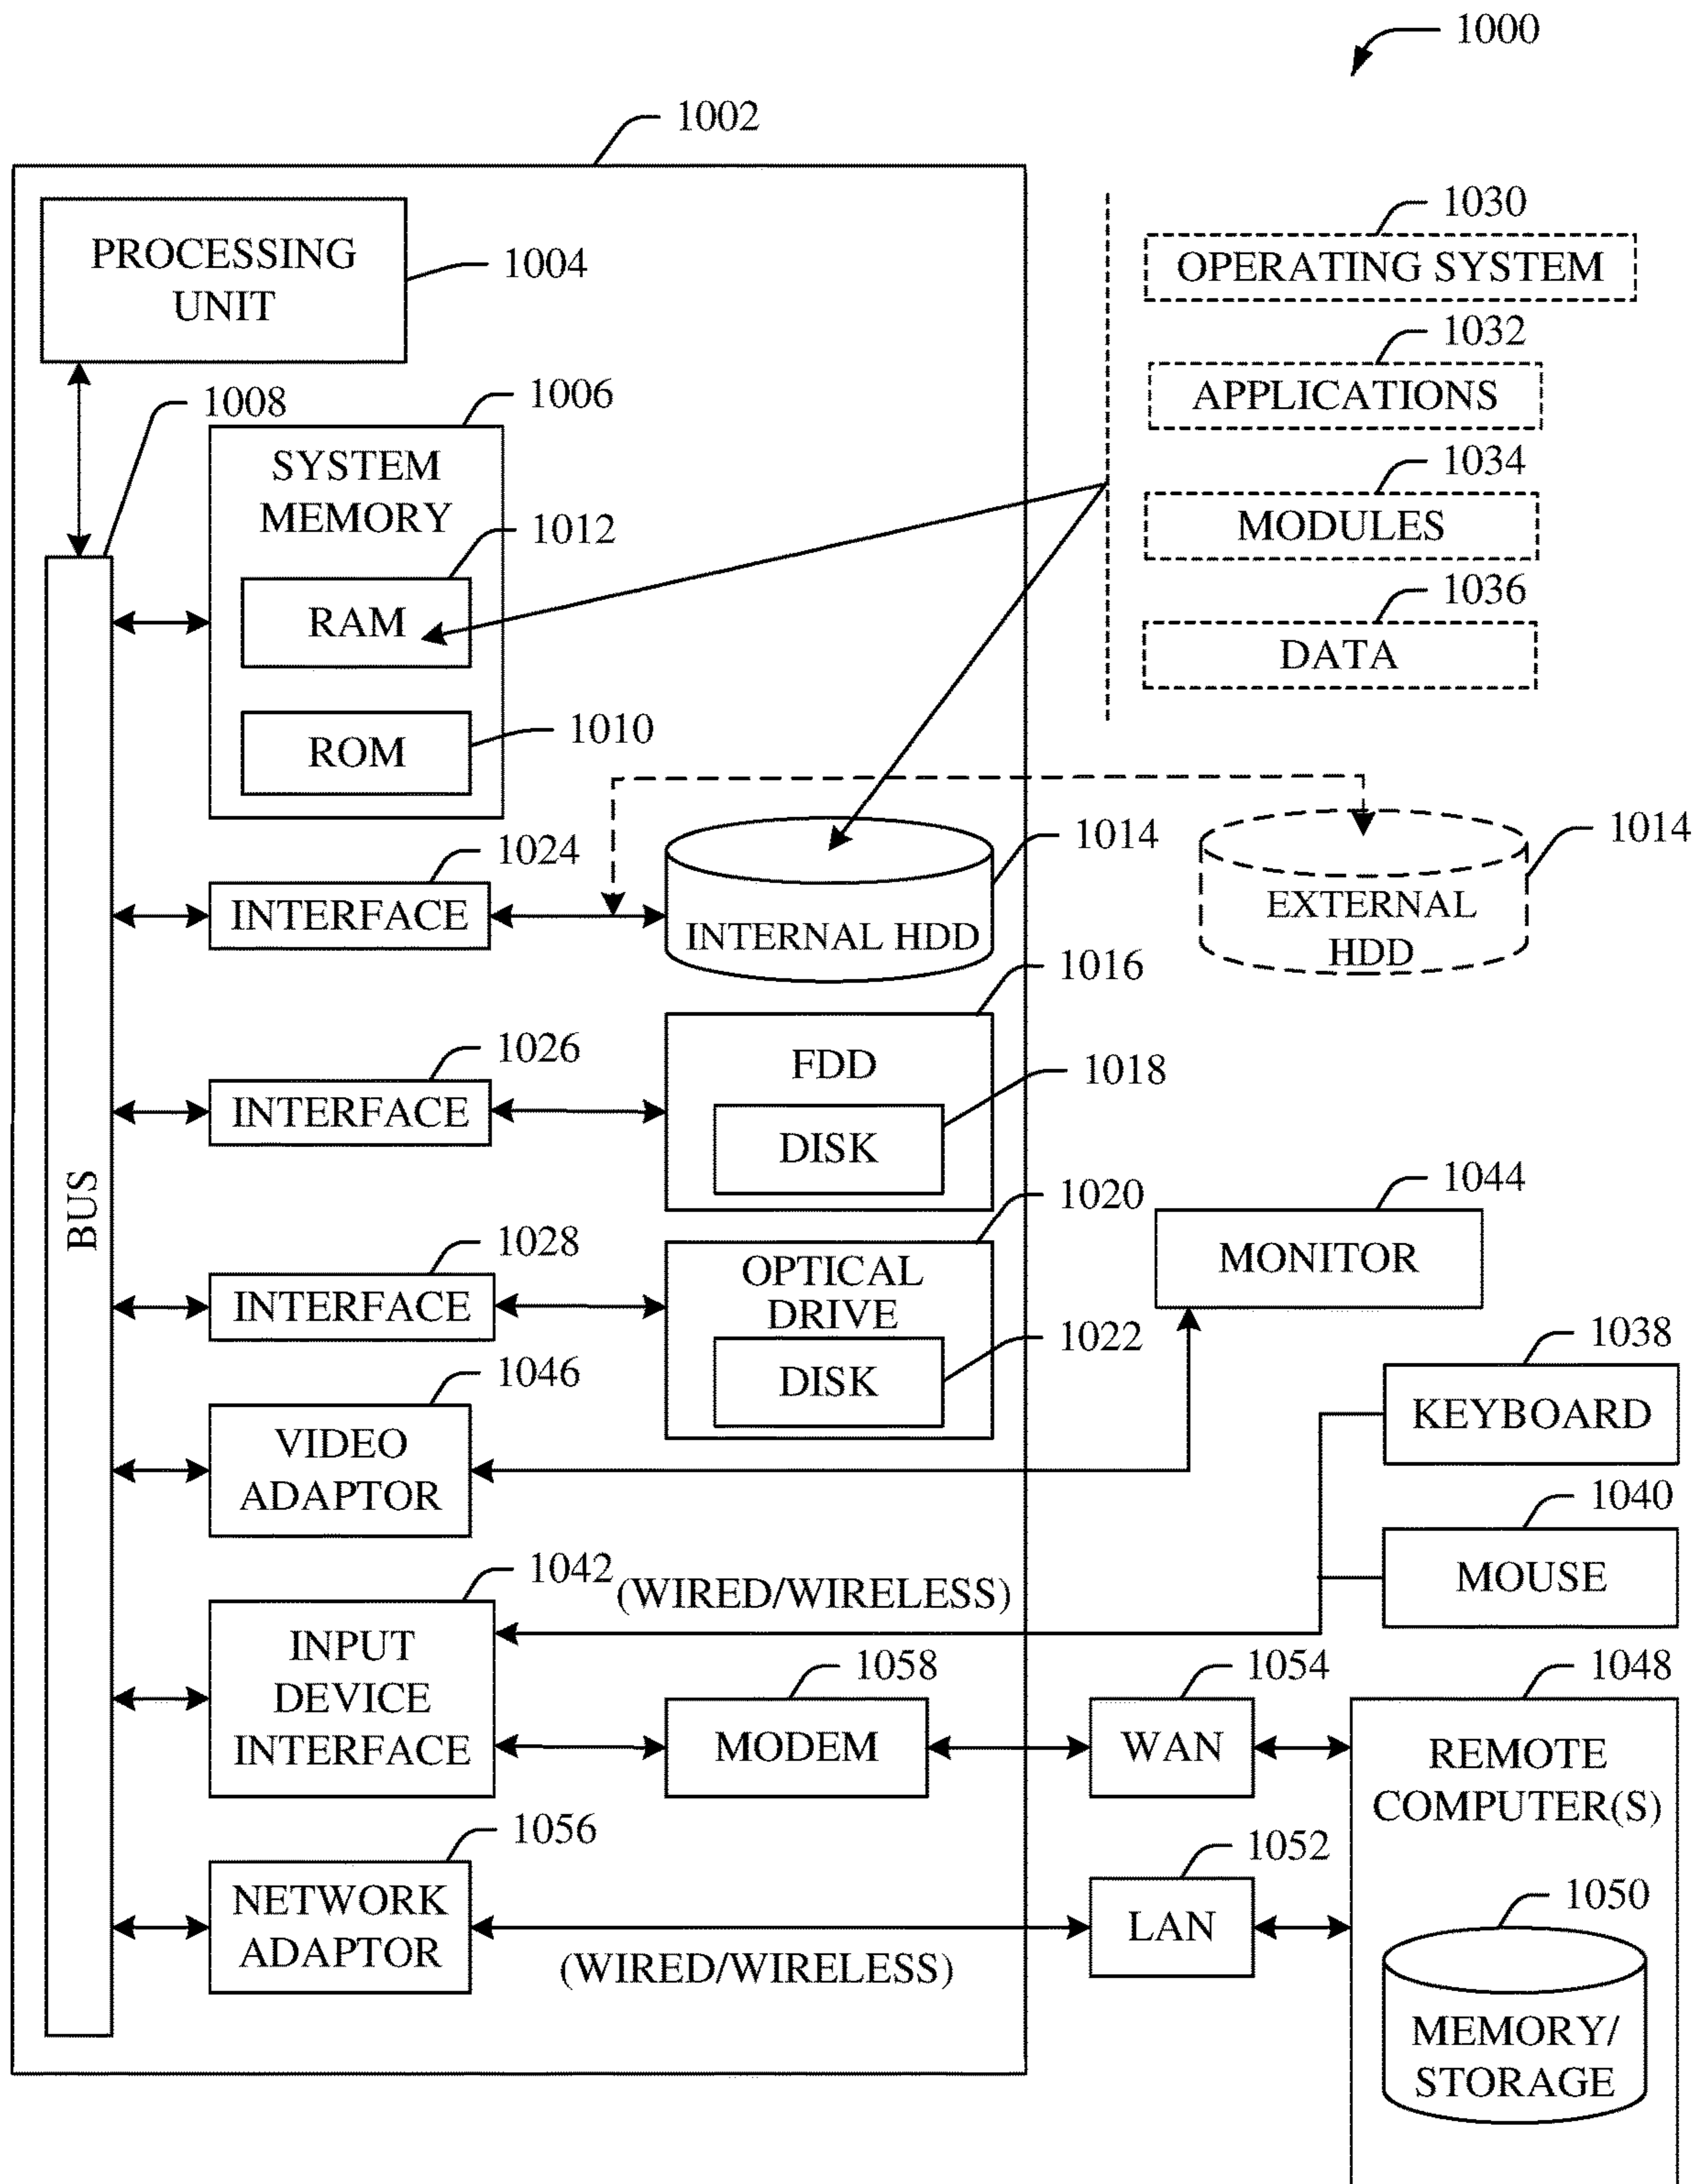 1000
1002
PROCESSING
UNIT
1004
1030
OPERATING SYSTEM
1032
APPLICATIONS
1034
MODULES
1036
DATA
1008
1006
SYSTEM
MEMORY
1012
RAM
1010
ROM
1024
INTERFACE
1014
INTERNAL HDD
1014
EXTERNAL
HDD
1026
INTERFACE
1016
FDD
1018
DISK
BUS
1028
INTERFACE
1020
OPTICAL
DRIVE
1022
DISK
1044
MONITOR
1046
VIDEO
ADAPTOR
1038
KEYBOARD
1040
MOUSE
1042
(WIRED/WIRELESS)
INPUT
DEVICE
INTERFACE
1058
MODEM
1054
WAN
1048
REMOTE
COMPUTER(S)
1056
NETWORK
ADAPTOR
(WIRED/WIRELESS)
1052
LAN
1050
MEMORY/
STORAGE